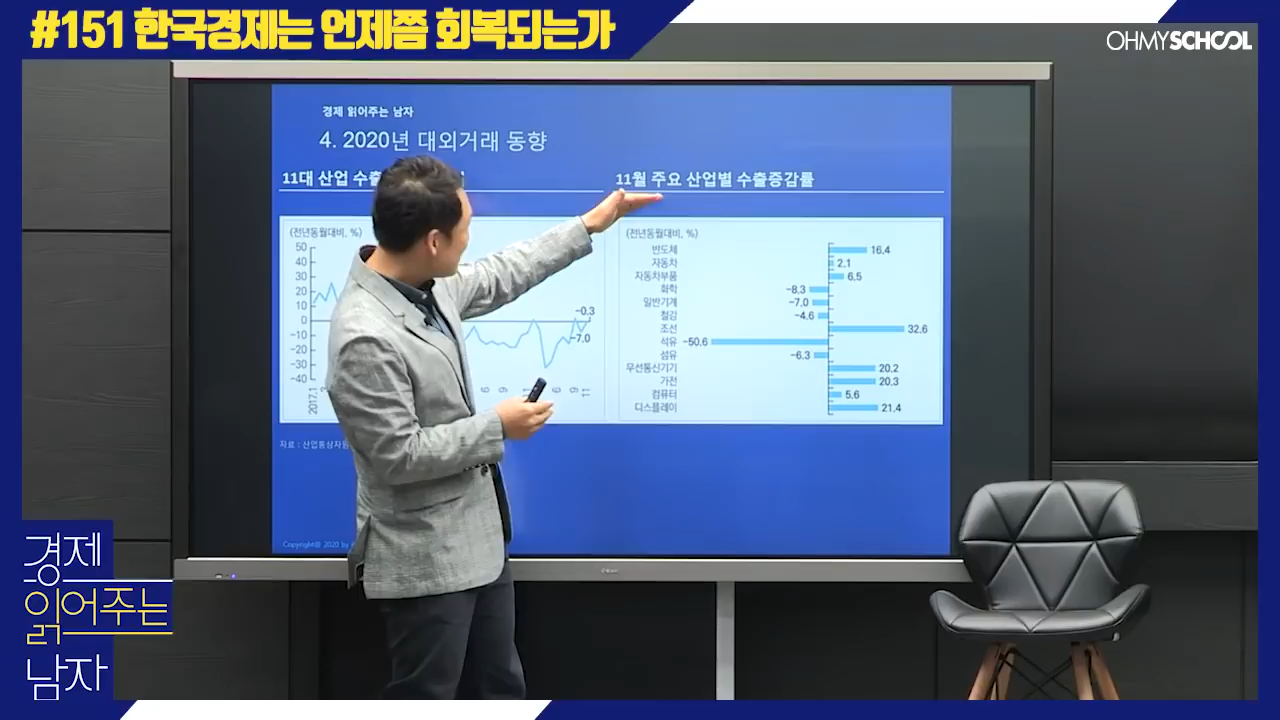 #151 한국경제는 언제쯤 회복되는가
OHMYSCHOOL
경제 읽어주는 남자
4. 2020년 대외거래 동향
11대 산업 수출
11월 주요 산업별 수출증감률
(전년동월대비, %)
50
40
30
20
10
0
-10
-20
-30
-40
-0.3
-7.0
2017.1
6
9
6
9
11
(전년동월대비, %)
반도체 16.4
자동차 2.1
자동차부품 6.5
화학 -8.3
일반기계 -7.0
철강 -4.6
조선 32.6
석유 -50.6
섬유 -6.3
무선통신기기 20.2
가전 20.3
컴퓨터 5.6
디스플레이 21.4
자료 : 산업통상자원
Copyright@ 2020 by
경제
읽어주는
남자